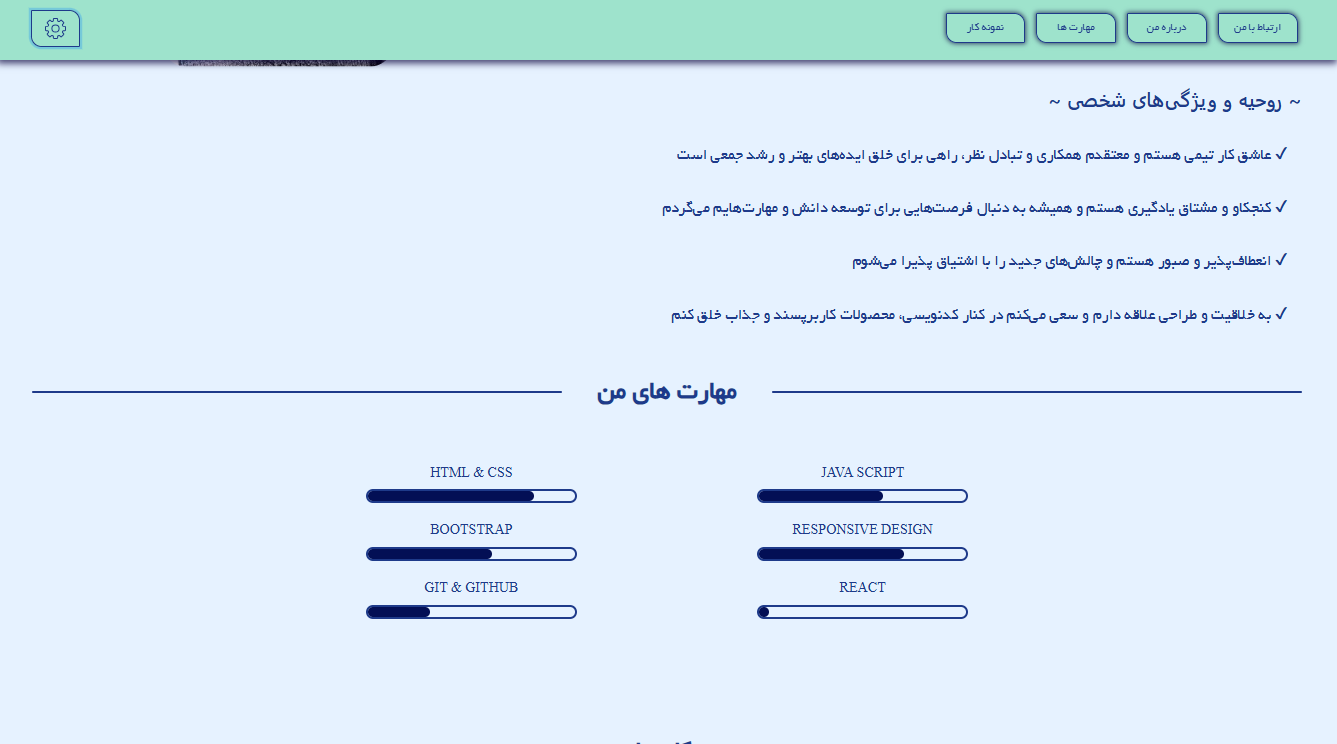 ارتباط با من
درباره من
مهارت ها
نمونه کار
~ روحیه و ویژگی‌های شخصی ~
✓ عاشق کار تیمی هستم و معتقدم همکاری و تبادل نظر، راهی برای خلق ایده‌های بهتر و رشد جمعی است
✓ کنجکاو و مشتاق یادگیری هستم و همیشه به دنبال فرصت‌هایی برای توسعه دانش و مهارت‌هایم می‌گردم
✓ انعطاف‌پذیر و صبور هستم و چالش‌های جدید را با اشتیاق پذیرا می‌شوم
✓ به خلاقیت و طراحی علاقه دارم و سعی می‌کنم در کنار کدنویسی، محصولات کاربرپسند و جذاب خلق کنم
مهارت های من
JAVA SCRIPT
HTML & CSS
RESPONSIVE DESIGN
BOOTSTRAP
REACT
GIT & GITHUB